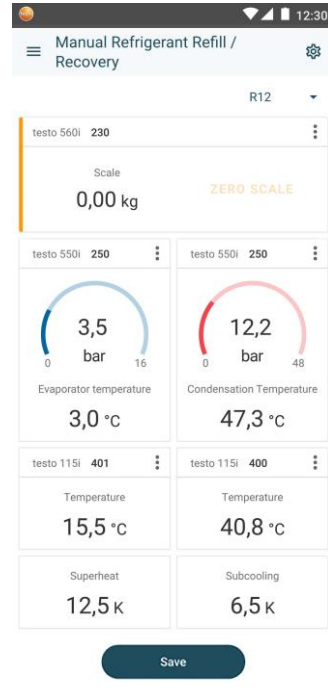 12:30
Manual Refrigerant Refill /
Recovery
R12
testo 560i 230
Scale
0,00 kg
ZERO SCALE
testo 550i 250
3,5
bar
0 16
Evaporator temperature
3,0 °C
testo 550i 250
12,2
bar
0 48
Condensation Temperature
47,3 °C
testo 115i 401
Temperature
15,5 °C
testo 115i 400
Temperature
40,8 °C
Superheat
12,5 K
Subcooling
6,5 K
Save